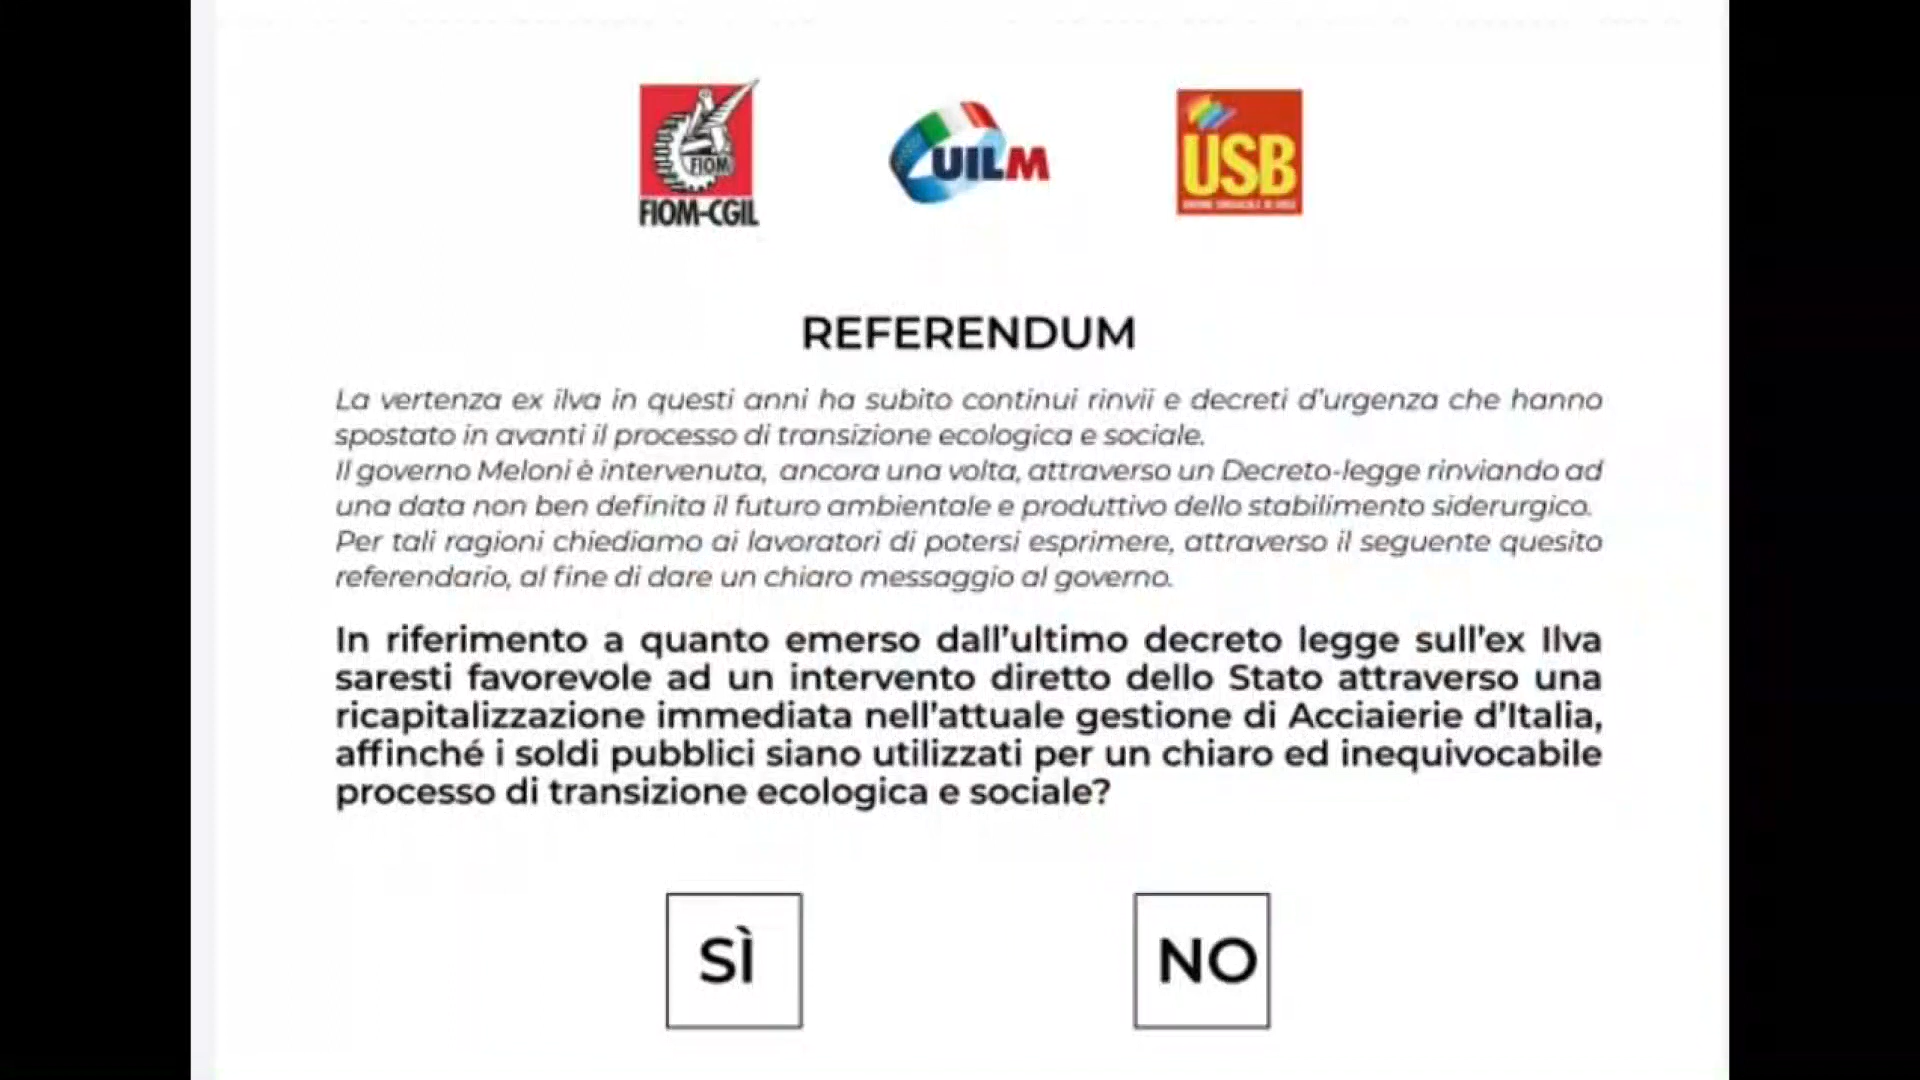 FIOM
FIOM-CGIL
UILM
USB
REFERENDUM
La vertenza ex ilva in questi anni ha subito continui rinvii e decreti d'urgenza che hanno
spostato in avanti il processo di transizione ecologica e sociale.
Il governo Meloni è intervenuta, ancora una volta, attraverso un Decreto-legge rinviando ad
una data non ben definita il futuro ambientale e produttivo dello stabilimento siderurgico.
Per tali ragioni chiediamo ai lavoratori di potersi esprimere, attraverso il seguente quesito
referendario, al fine di dare un chiaro messaggio al governo.
In riferimento a quanto emerso dall'ultimo decreto legge sull'ex Ilva
saresti favorevole ad un intervento diretto dello Stato attraverso una
ricapitalizzazione immediata nell'attuale gestione di Acciaierie d'Italia,
affinché i soldi pubblici siano utilizzati per un chiaro ed inequivocabile
processo di transizione ecologica e sociale?
SÌ
NO